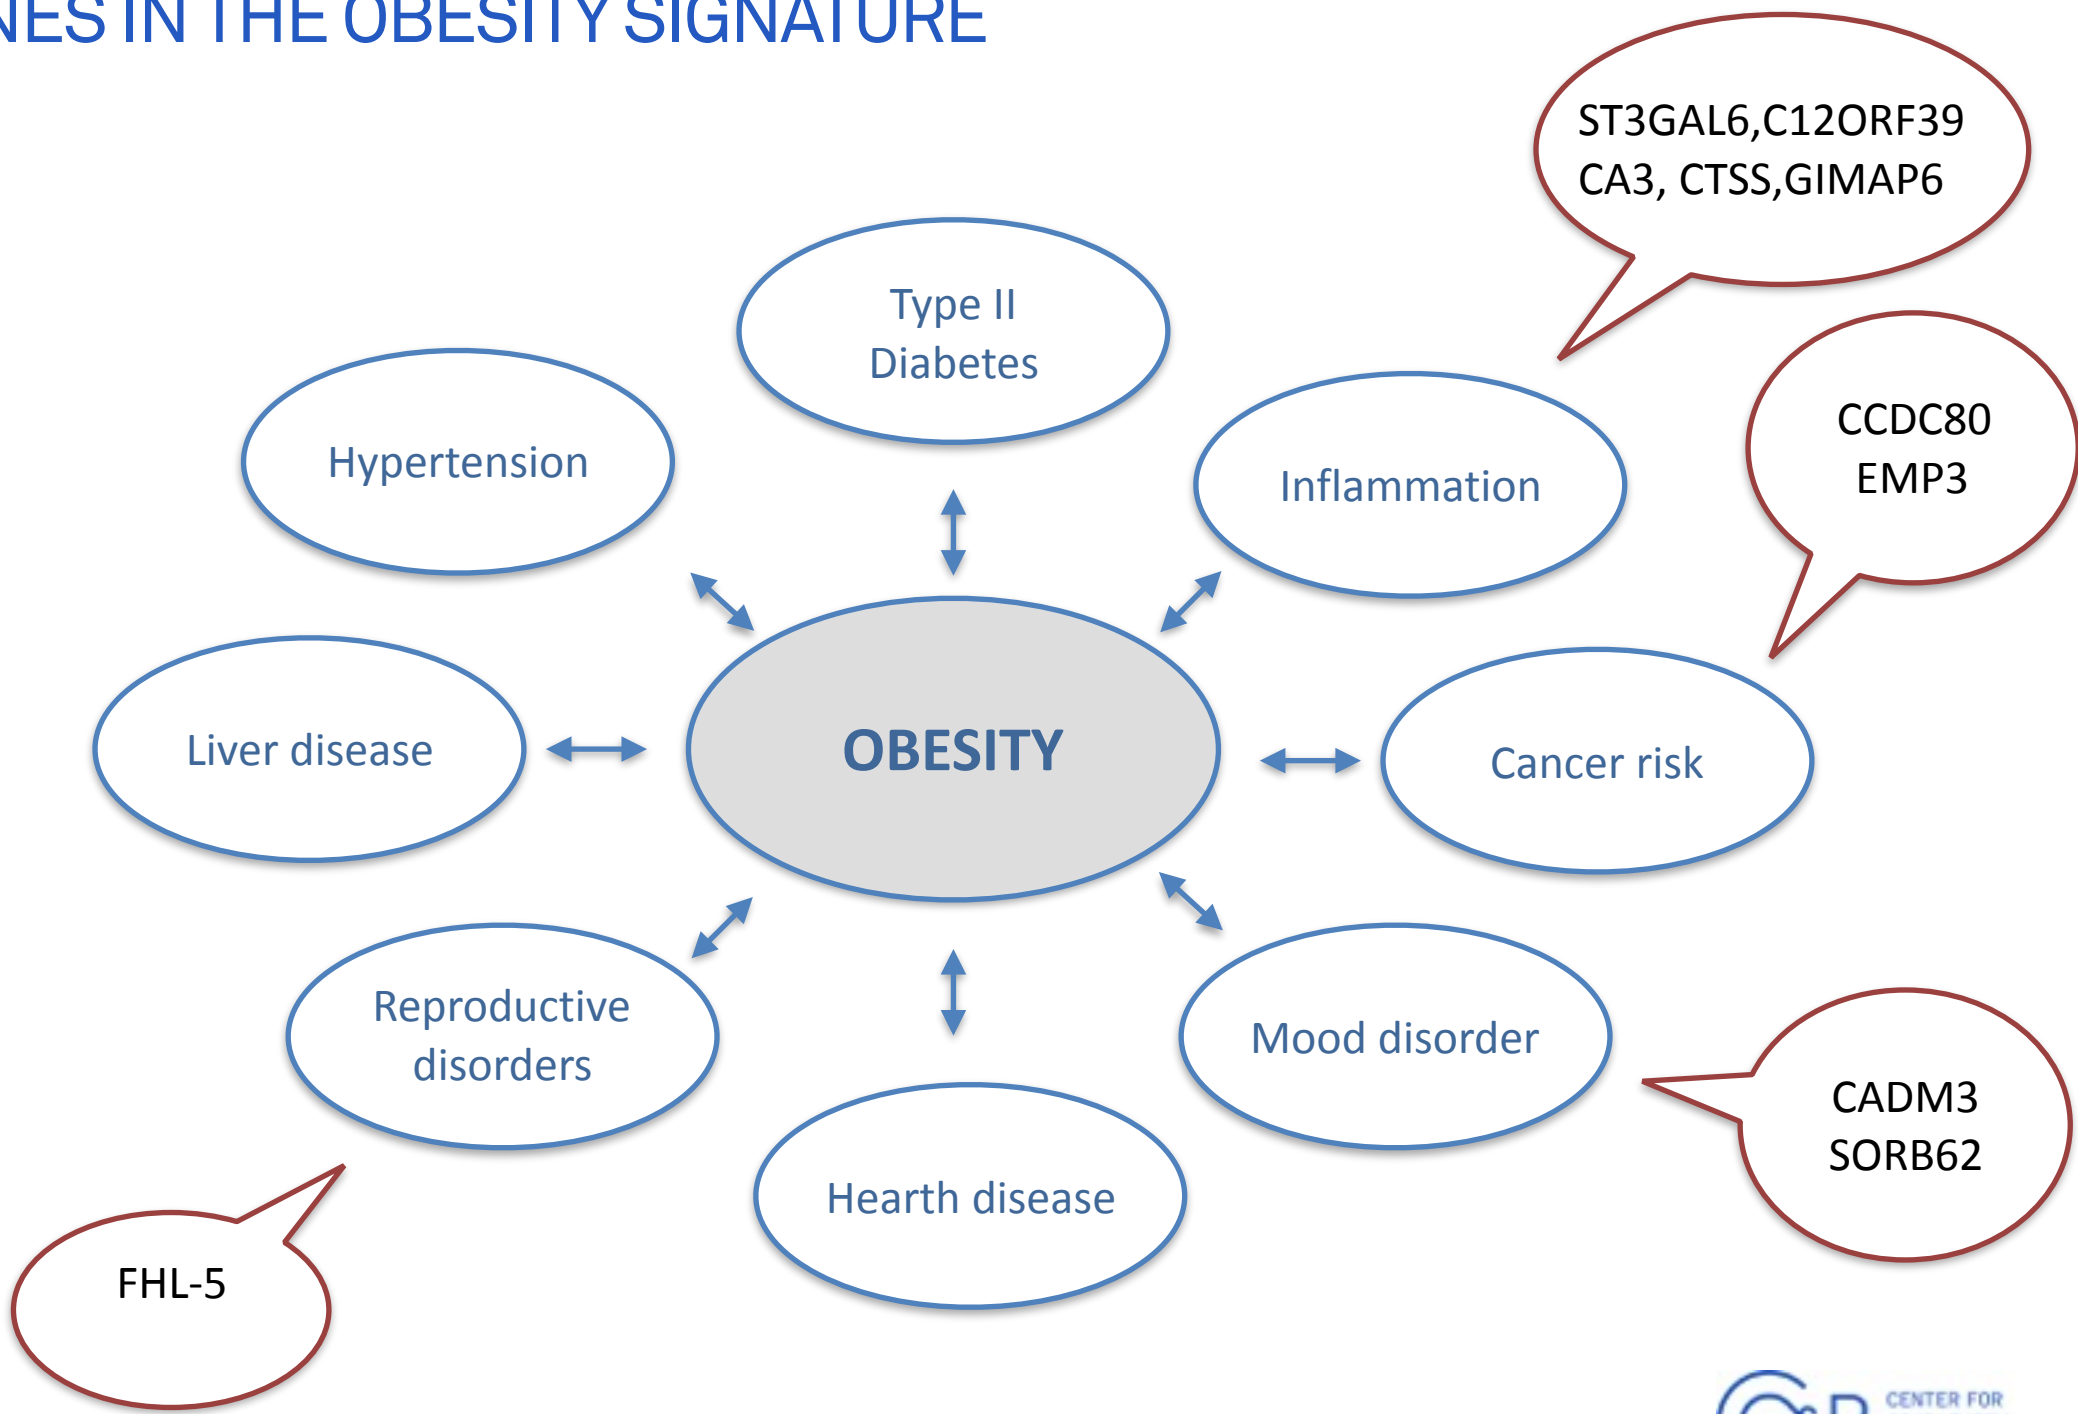 NES IN THE OBESITY SIGNATURE
ST3GAL6,C12ORF39
CA3, CTSS,GIMAP6
Type II
Diabetes
CCDC80
EMP3
Hypertension
Inflammation
Liver disease
OBESITY
Cancer risk
Reproductive
disorders
Mood disorder
CADM3
SORB62
Hearth disease
FHL-5
CENTER FOR